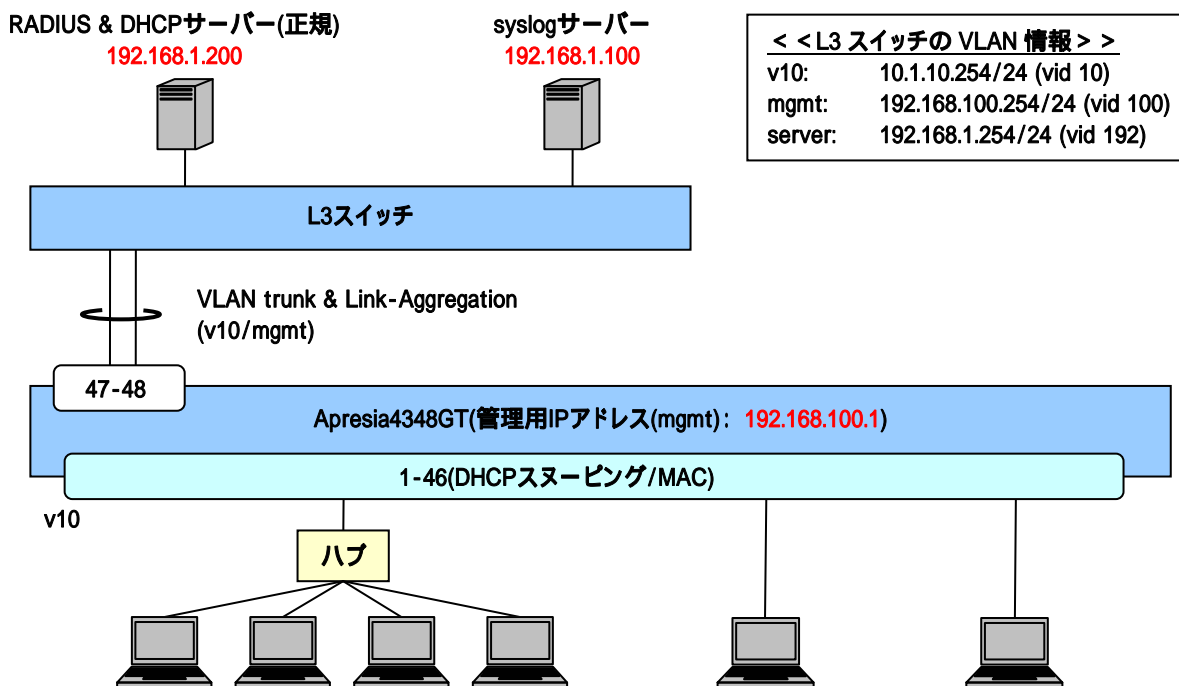 RADIUS & DHCPサーバー(正規)
192.168.1.200
syslogサーバー
192.168.1.100
< <L3 スイッチの VLAN 情報> >
v10: 10.1.10.254/24 (vid 10)
mgmt: 192.168.100.254/24 (vid 100)
server: 192.168.1.254/24 (vid 192)
L3スイッチ
VLAN trunk & Link-Aggregation
(v10/mgmt)
47-48
Apresia4348GT(管理用IPアドレス(mgmt): 192.168.100.1)
1-46(DHCPスヌーピング/MAC)
v10
ハブ